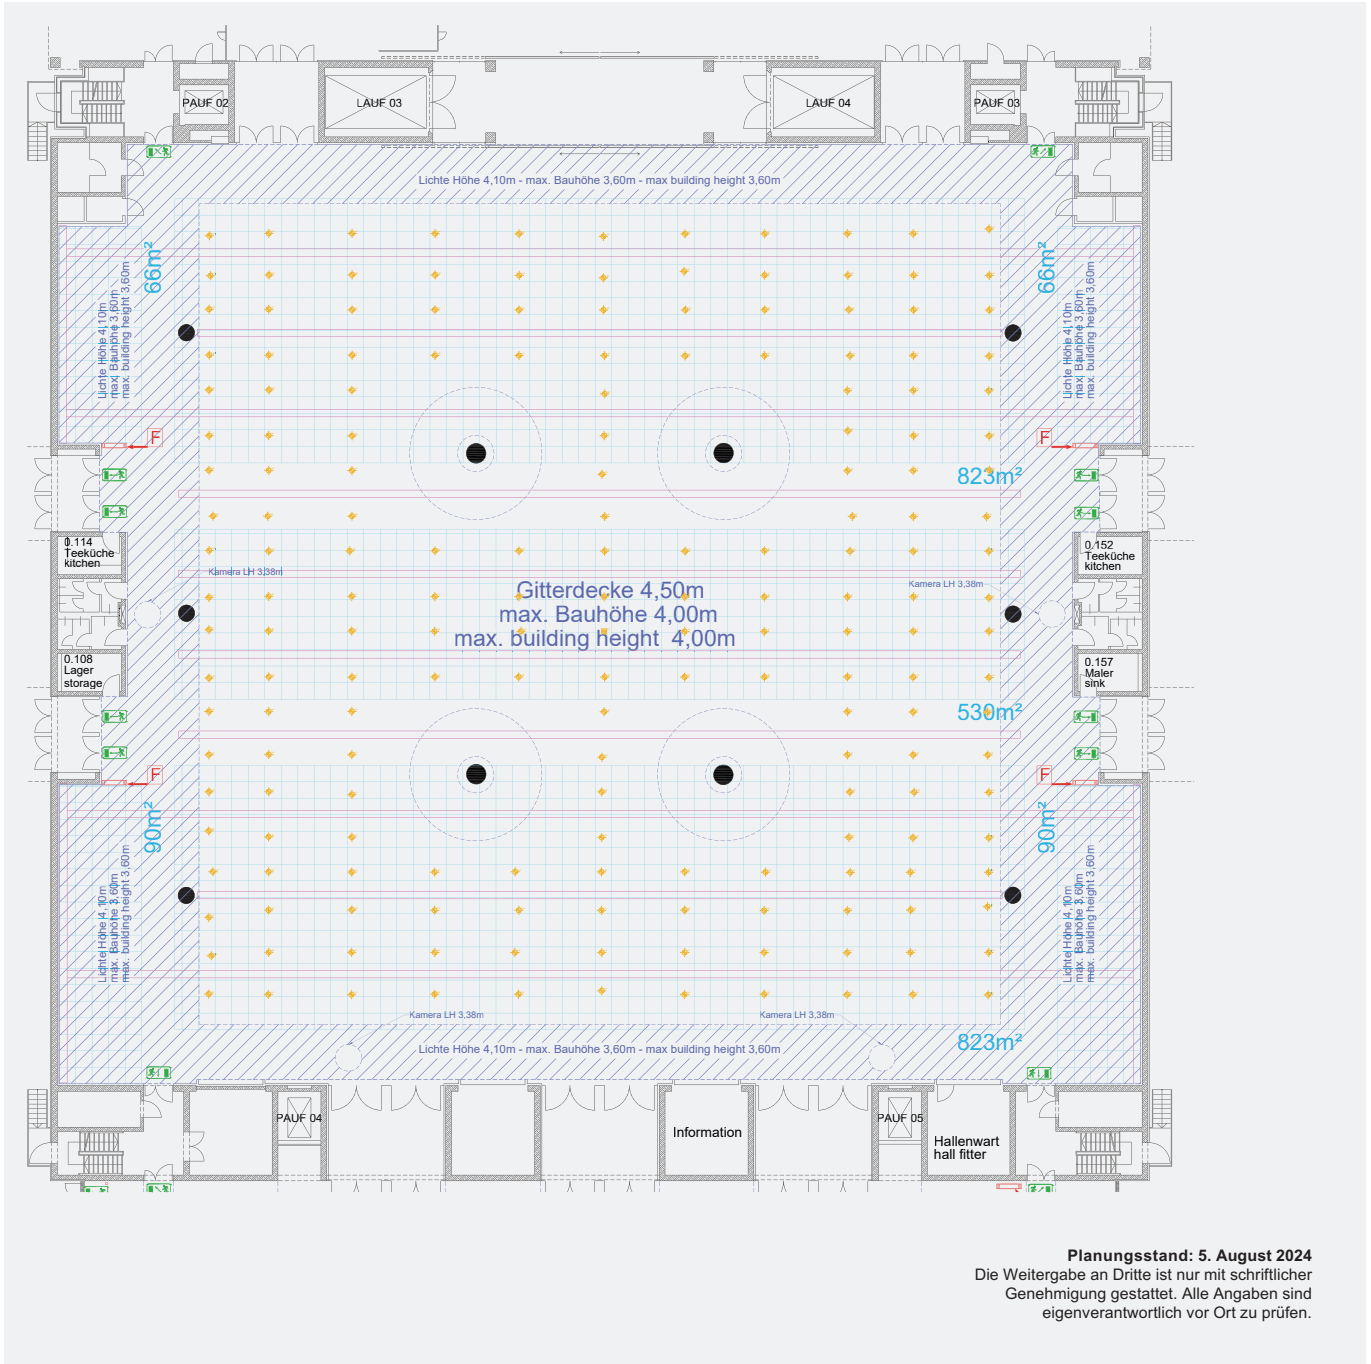 PAUF 02
LAUF 03
LAUF 04
PAUF 03
Lichte Höhe 4,10m - max. Bauhöhe 3,60m - max building height 3,60m
66m²
66m²
Lichte Höhe 4,10m
max. Bauhöhe 3,60m
max. building height 3,60m
Lichte Höhe 4,10m
max. Bauhöhe 3,60m
max. building height 3,60m
F
F
823m²
0.114
Teeküche
kitchen
0.152
Teeküche
kitchen
Kamera LH 3,38m
Kamera LH 3,38m
Gitterdecke 4,50m
max. Bauhöhe 4,00m
max. building height 4,00m
0.108
Lager
storage
0.157
Maler
sink
530m²
F
F
90m²
90m²
Lichte Höhe 4,10m
max. Bauhöhe 3,60m
max. building height 3,60m
Lichte Höhe 4,10m
max. Bauhöhe 3,60m
max. building height 3,60m
Kamera LH 3,38m
Kamera LH 3,38m
823m²
Lichte Höhe 4,10m - max. Bauhöhe 3,60m - max building height 3,60m
PAUF 04
PAUF 05
Information
Hallenwart
hall fitter
Planungsstand: 5. August 2024
Die Weitergabe an Dritte ist nur mit schriftlicher
Genehmigung gestattet. Alle Angaben sind
eigenverantwortlich vor Ort zu prüfen.